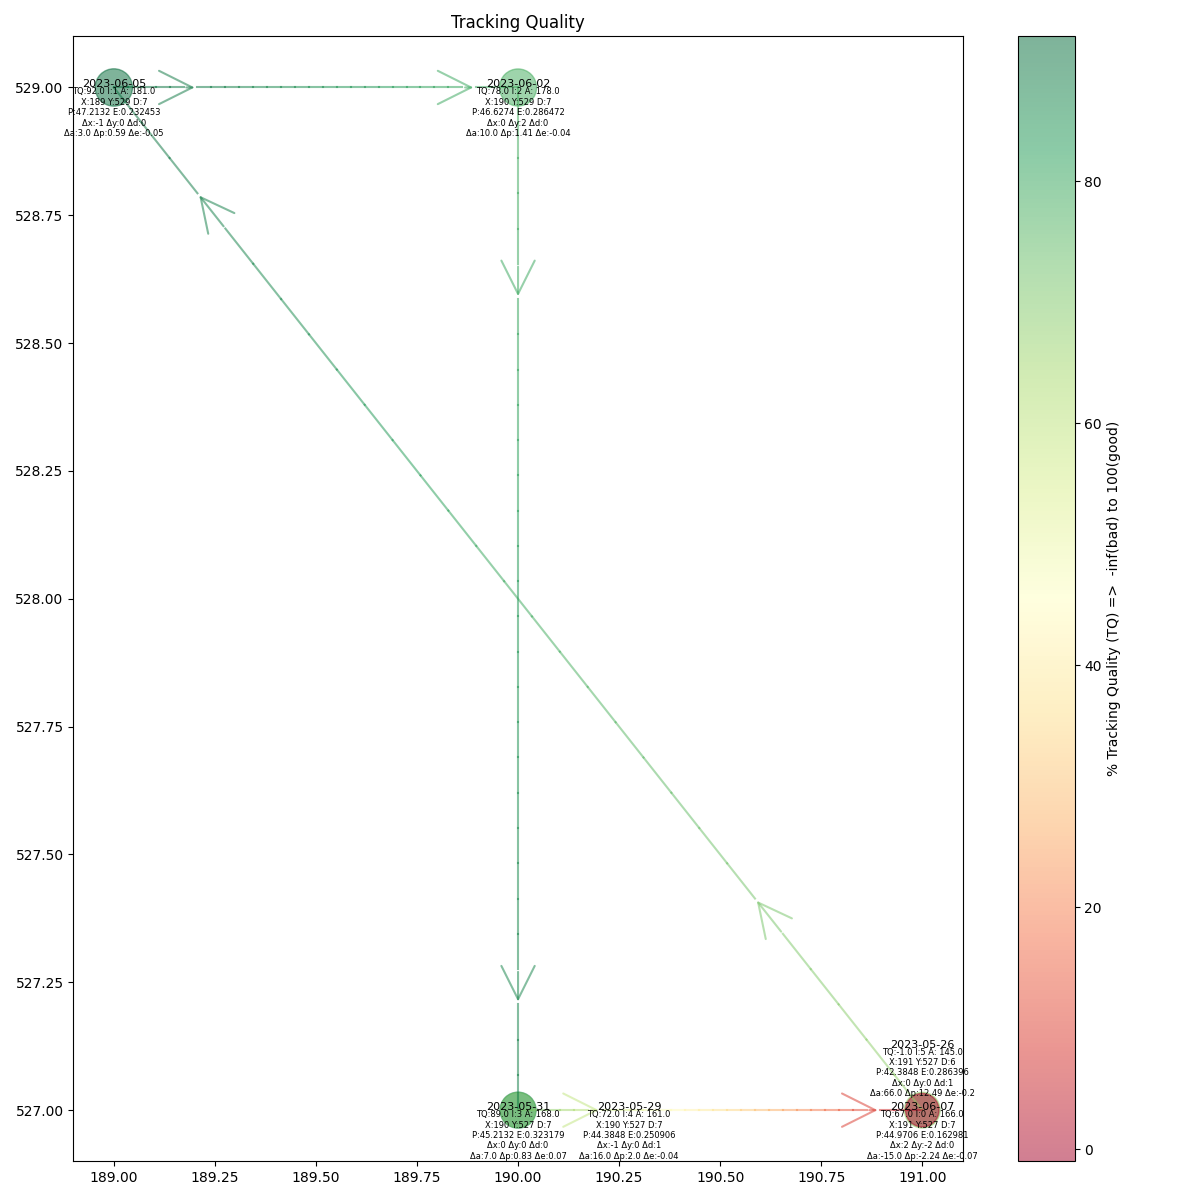 Tracking Quality
2023-06-05
TQ:92.0 I:1 A: 181.0
X:189 Y:529 D:7
P:47.2132 E:0.232453
Δx:-1 Δy:0 Δd:0
Δa:3.0 Δp:0.59 Δe:-0.05
2023-06-02
TQ:78.0 I:2 A: 178.0
X:190 Y:529 D:7
P:46.6274 E:0.286472
Δx:0 Δy:2 Δd:0
Δa:10.0 Δp:1.41 Δe:-0.04
2023-05-26
TQ:-1.0 I:5 A: 145.0
X:191 Y:527 D:6
P:42.3848 E:0.286396
Δx:0 Δy:0 Δd:1
Δa:66.0 Δp:12.49 Δe:-0.2
2023-05-31
TQ:89.0 I:3 A: 168.0
X:190 Y:527 D:7
P:45.2132 E:0.323179
Δx:0 Δy:0 Δd:0
Δa:7.0 Δp:0.83 Δe:0.07
2023-05-29
TQ:72.0 I:4 A: 161.0
X:190 Y:527 D:7
P:44.3848 E:0.250906
Δx:-1 Δy:0 Δd:1
Δa:16.0 Δp:2.0 Δe:-0.04
2023-06-07
TQ:67.0 I:0 A: 166.0
X:191 Y:527 D:7
P:44.9706 E:0.162981
Δx:2 Δy:-2 Δd:0
Δa:-15.0 Δp:-2.24 Δe:-0.07
529.00
528.75
528.50
528.25
528.00
527.75
527.50
527.25
527.00
189.00
189.25
189.50
189.75
190.00
190.25
190.50
190.75
191.00
80
60
40
20
0
% Tracking Quality (TQ) => -inf(bad) to 100(good)